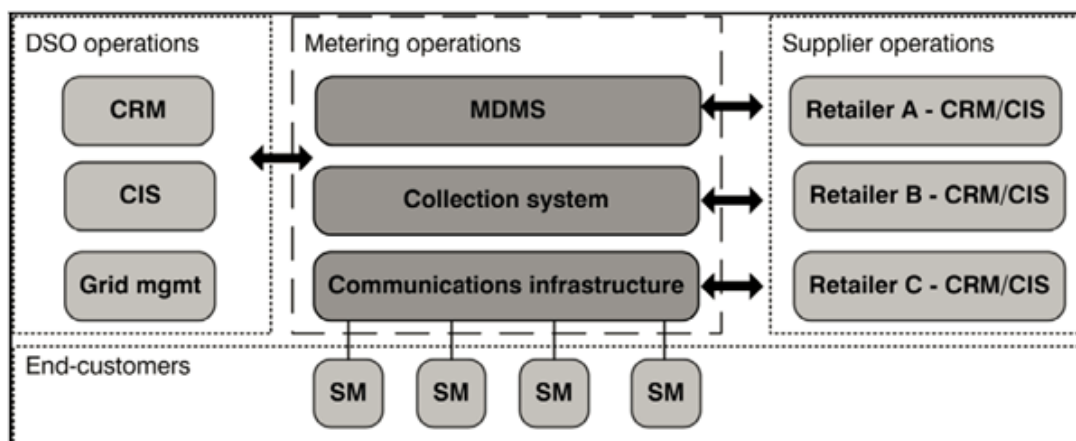 DSO operations
CRM
CIS
Grid mgmt
Metering operations
MDMS
Collection system
Communications infrastructure
Supplier operations
Retailer A - CRM/CIS
Retailer B - CRM/CIS
Retailer C - CRM/CIS
End-customers
SM
SM
SM
SM